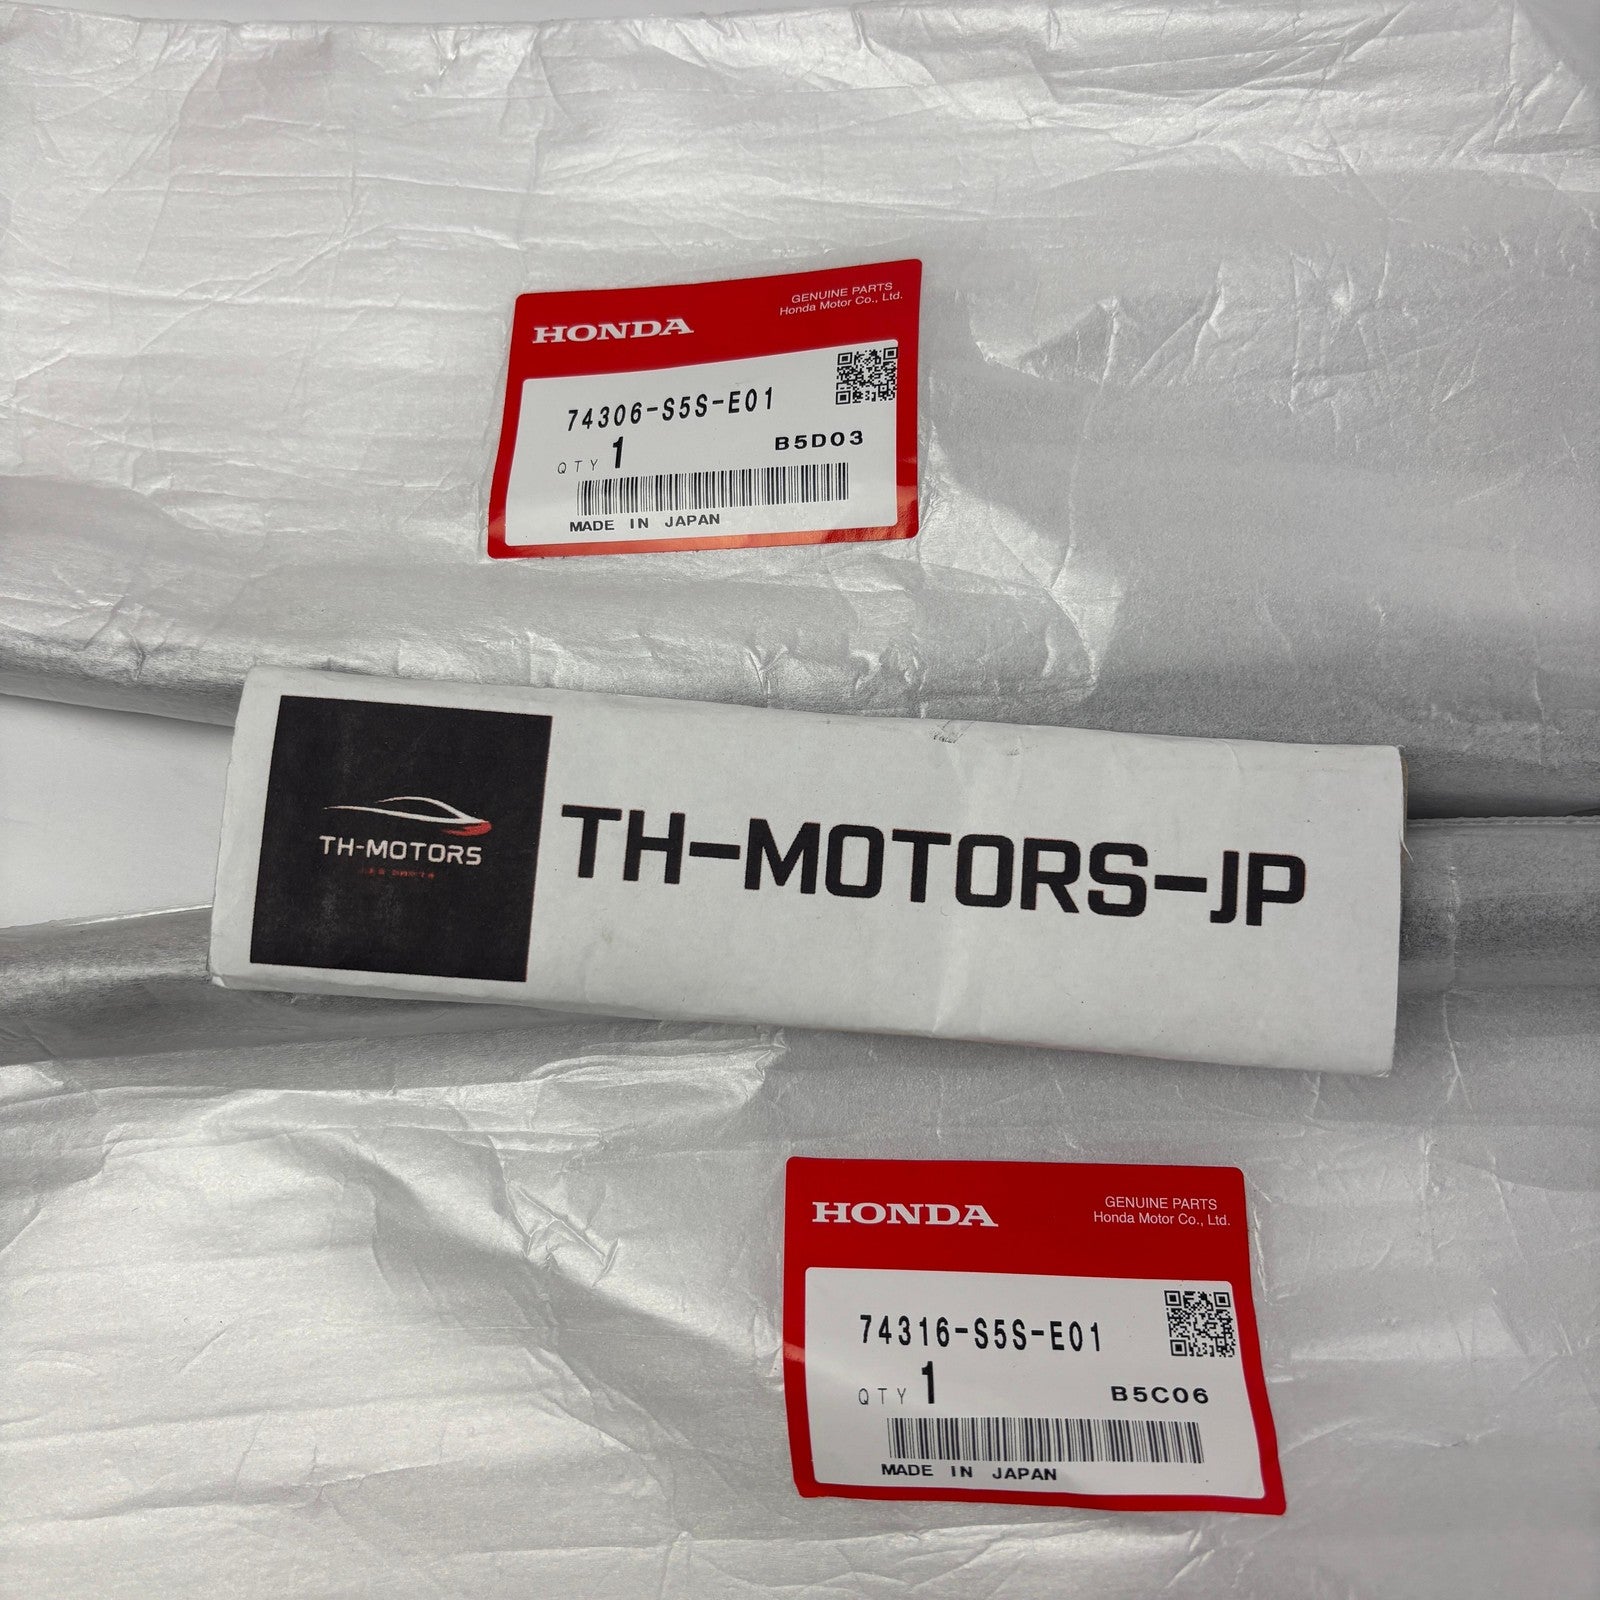 GENUINE PARTS
Honda Motor Co., Ltd.
HONDA
74306-S5S-E01
QTY 1
B5D03
MADE IN JAPAN
TH-MOTORS
TH-MOTORS-JP
HONDA
GENUINE PARTS
Honda Motor Co., Ltd.
74316-S5S-E01
QTY 1
B5C06
MADE IN JAPAN